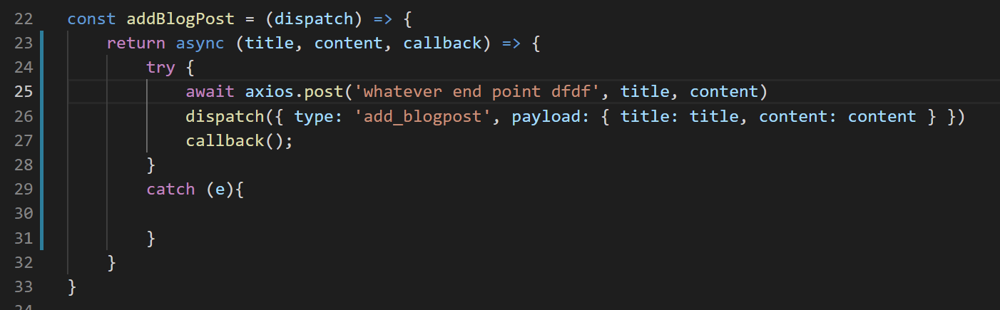 22 const addBlogPost = (dispatch) => {
23 return async (title, content, callback) => {
24 try {
25 await axios.post('whatever end point dfdf', title, content)
26 dispatch({ type: 'add_blogpost', payload: { title: title, content: content } })
27 callback();
28 }
29 catch (e){
30
31 }
32 }
33 }
34